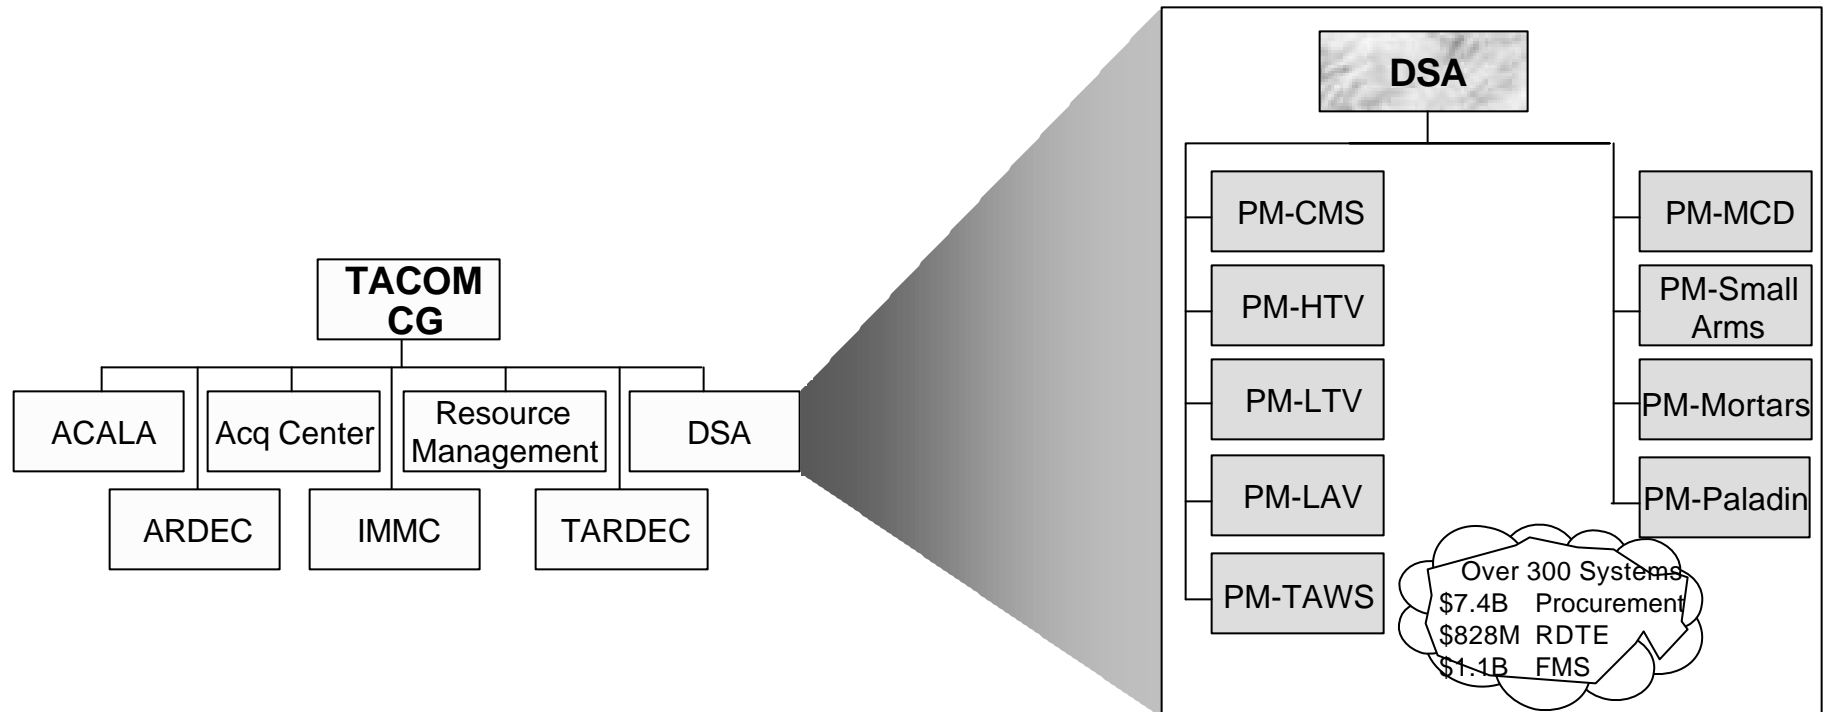 TACOM
CG
ACALA
Acq Center
Resource
Management
DSA
ARDEC
IMMC
TARDEC
DSA
PM-CMS
PM-HTV
PM-LTV
PM-LAV
PM-TAWS
PM-MCD
PM-Small
Arms
PM-Mortars
PM-Paladin
Over 300 Systems
$7.4B Procurement
$828M RDTE
$1.1B FMS